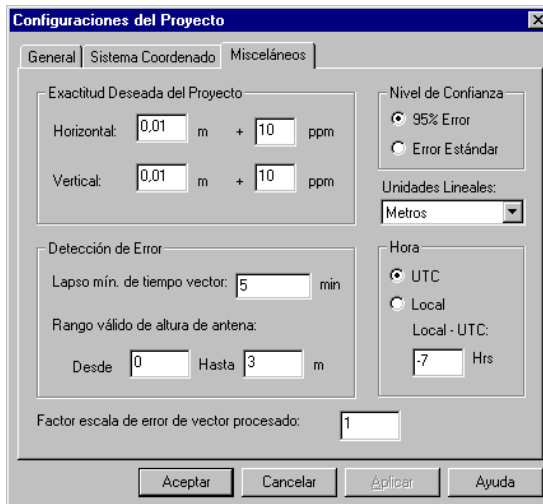 Configuraciones del Proyecto
General
Sistema Coordenado
Misceláneos
Exactitud Deseada del Proyecto
Horizontal: 0,01 m + 10 ppm
Vertical: 0,01 m + 10 ppm
Nivel de Confianza
95% Error
Error Estándar
Unidades Lineales:
Metros
Detección de Error
Lapso mín. de tiempo vector: 5 min
Rango válido de altura de antena:
Desde 0 Hasta 3 m
Hora
UTC
Local
Local - UTC:
-7 Hrs
Factor escala de error de vector procesado: 1
Aceptar
Cancelar
Aplicar
Ayuda